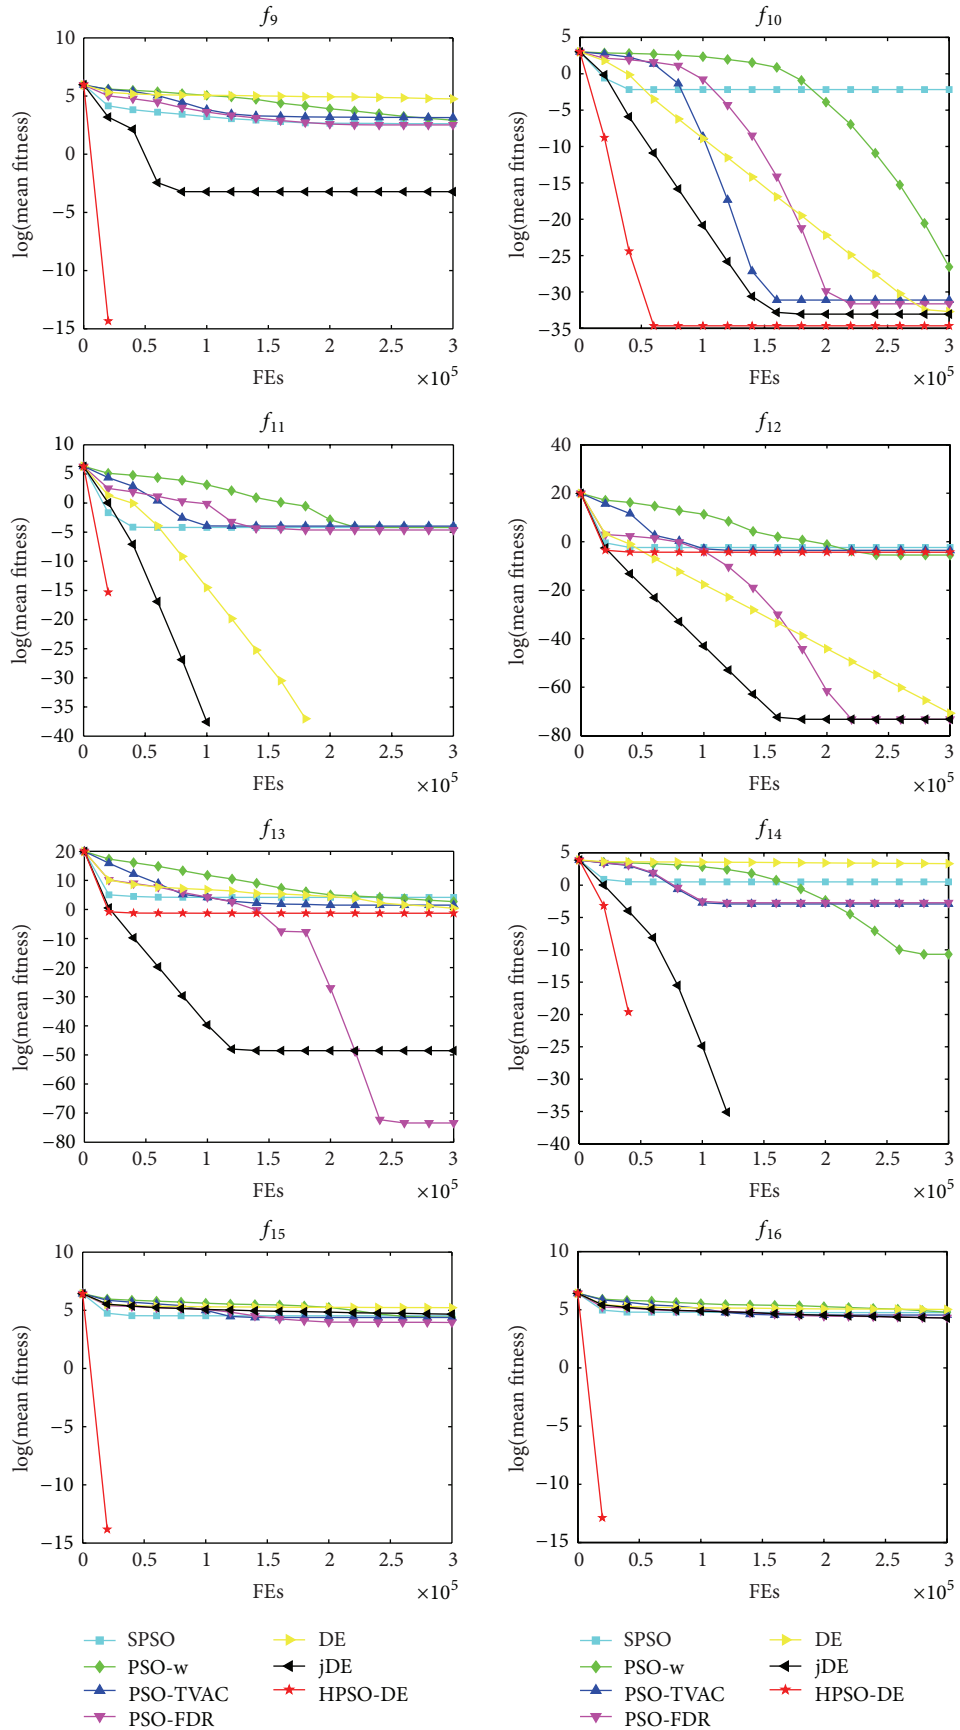 f9
10
5
0
−5
−10
−15
log(mean fitness)
0 0.5 1 1.5 2 2.5 3
FEs
×10^5
f10
5
0
−5
−10
−15
−20
−25
−30
−35
log(mean fitness)
0 0.5 1 1.5 2 2.5 3
FEs
×10^5
f11
10
5
0
−5
−10
−15
−20
−25
−30
−35
−40
log(mean fitness)
0 0.5 1 1.5 2 2.5 3
FEs
×10^5
f12
40
20
0
−20
−40
−60
−80
log(mean fitness)
0 0.5 1 1.5 2 2.5 3
FEs
×10^5
f13
20
10
0
−10
−20
−30
−40
−50
−60
−70
−80
log(mean fitness)
0 0.5 1 1.5 2 2.5 3
FEs
×10^5
f14
5
0
−5
−10
−15
−20
−25
−30
−35
−40
log(mean fitness)
0 0.5 1 1.5 2 2.5 3
FEs
×10^5
f15
10
5
0
−5
−10
−15
log(mean fitness)
0 0.5 1 1.5 2 2.5 3
FEs
×10^5
f16
10
5
0
−5
−10
−15
log(mean fitness)
0 0.5 1 1.5 2 2.5 3
FEs
×10^5
SPSO
PSO-w
PSO-TVAC
PSO-FDR
DE
jDE
HPSO-DE
SPSO
PSO-w
PSO-TVAC
PSO-FDR
DE
jDE
HPSO-DE